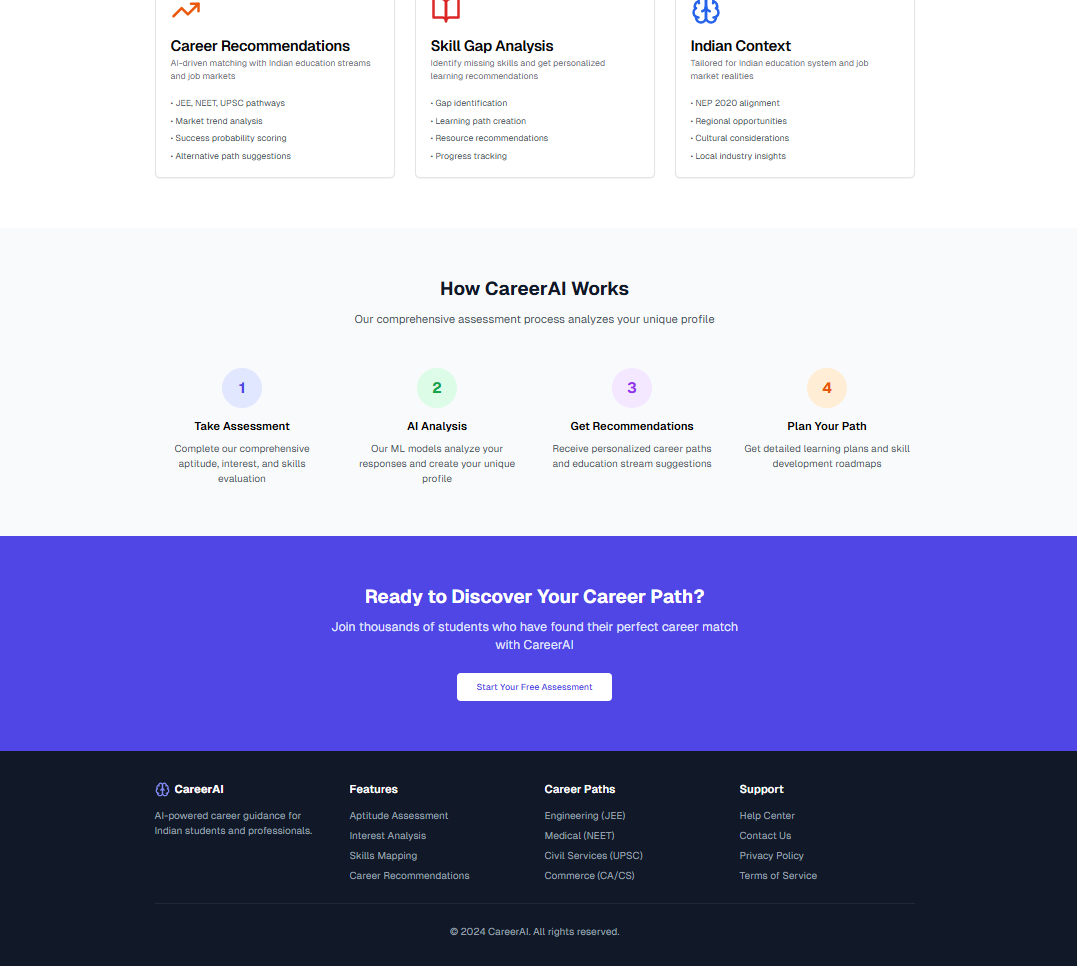 Career Recommendations
AI-driven matching with Indian education streams
and job markets
• JEE, NEET, UPSC pathways
• Market trend analysis
• Success probability scoring
• Alternative path suggestions
Skill Gap Analysis
Identify missing skills and get personalized
learning recommendations
• Gap identification
• Learning path creation
• Resource recommendations
• Progress tracking
Indian Context
Tailored for Indian education system and job
market realities
• NEP 2020 alignment
• Regional opportunities
• Cultural considerations
• Local industry insights
How CareerAI Works
Our comprehensive assessment process analyzes your unique profile
1
Take Assessment
Complete our comprehensive
aptitude, interest, and skills
evaluation
2
AI Analysis
Our ML models analyze your
responses and create your unique
profile
3
Get Recommendations
Receive personalized career paths
and education stream suggestions
4
Plan Your Path
Get detailed learning plans and skill
development roadmaps
Ready to Discover Your Career Path?
Join thousands of students who have found their perfect career match
with CareerAI
Start Your Free Assessment
CareerAI
AI-powered career guidance for
Indian students and professionals.
Features
Aptitude Assessment
Interest Analysis
Skills Mapping
Career Recommendations
Career Paths
Engineering (JEE)
Medical (NEET)
Civil Services (UPSC)
Commerce (CA/CS)
Support
Help Center
Contact Us
Privacy Policy
Terms of Service
© 2024 CareerAI. All rights reserved.